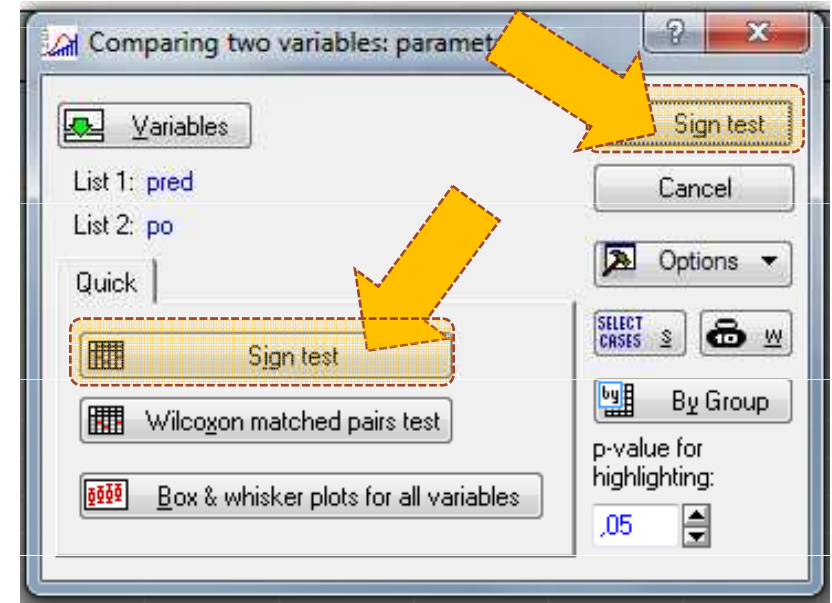 Comparing two variables: paramet
?
X
Variables
Sign test
List 1: pred
Cancel
List 2: po
Options
Quick
SELECT CASES S
W
Sign test
by
By Group
Wilcoxon matched pairs test
p-value for
highlighting:
Box & whisker plots for all variables
,05